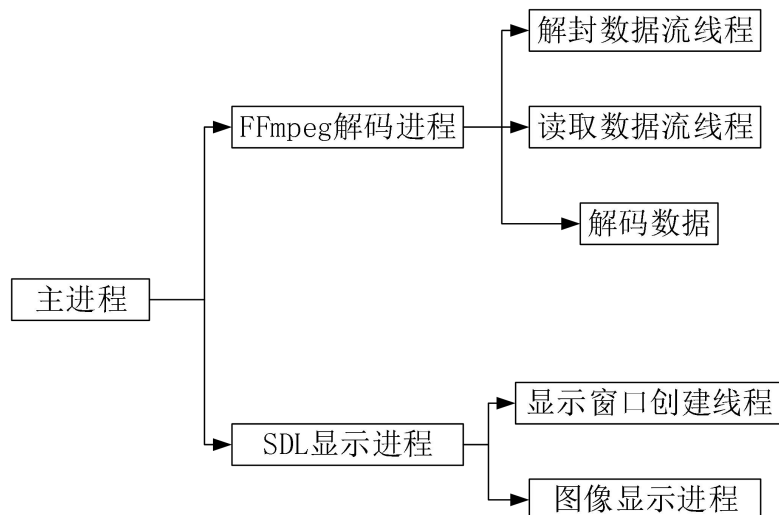 解封数据流线程
FFmpeg解码进程
读取数据流线程
解码数据
主进程
显示窗口创建线程
SDL显示进程
图像显示进程